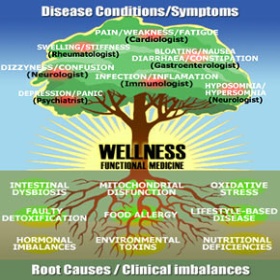 Disease Conditions/Symptoms
PAIN/WEAKNESS/FATIGUE
(Cardiologist)
SWELLING/STIFFNESS
(Rheumatologist)
BLOATING/NAUSEA
DIARRHAEA/CONSTIPATION
(Gastroenterologist)
DIZZYNESS/CONFUSION
(Neurologist)
INFECTION/INFLAMATION
(Immunologist)
HYPOSOMNIA/
HYPERSOMNIA
(Neurologist)
DEPRESSION/PANIC
(Psychiatrist)
WELLNESS
FUNCTIONAL MEDICINE
INTESTINAL
DYSBIOSIS
MITOCHONDRIAL
DYSFUNCTION
OXIDATIVE
STRESS
FAULTY
DETOXIFICATION
FOOD ALLERGY
LIFESTYLE-BASED
DISEASE
HORMONAL
IMBALANCES
ENVIRONMENTAL
TOXINS
NUTRITIONAL
DEFICIENCIES
Root Causes / Clinical imbalances